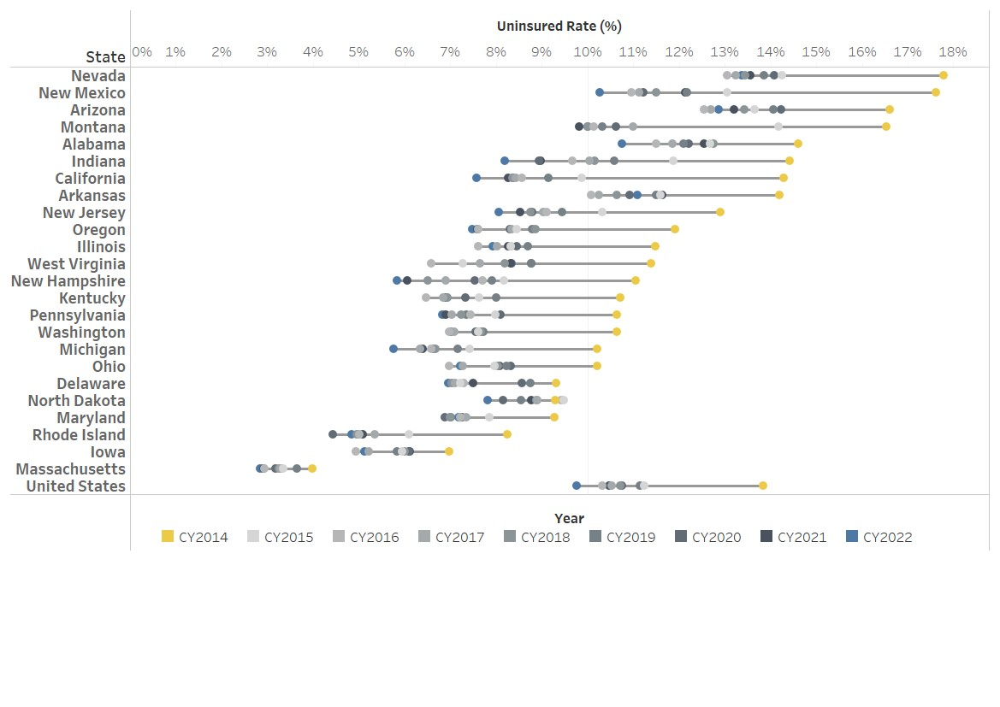 Uninsured Rate (%)
State 0% 1% 2% 3% 4% 5% 6% 7% 8% 9% 10% 11% 12% 13% 14% 15% 16% 17% 18%
Nevada
New Mexico
Arizona
Montana
Alabama
Indiana
California
Arkansas
New Jersey
Oregon
Illinois
West Virginia
New Hampshire
Kentucky
Pennsylvania
Washington
Michigan
Ohio
Delaware
North Dakota
Maryland
Rhode Island
Iowa
Massachusetts
United States
Year
CY2014 CY2015 CY2016 CY2017 CY2018 CY2019 CY2020 CY2021 CY2022